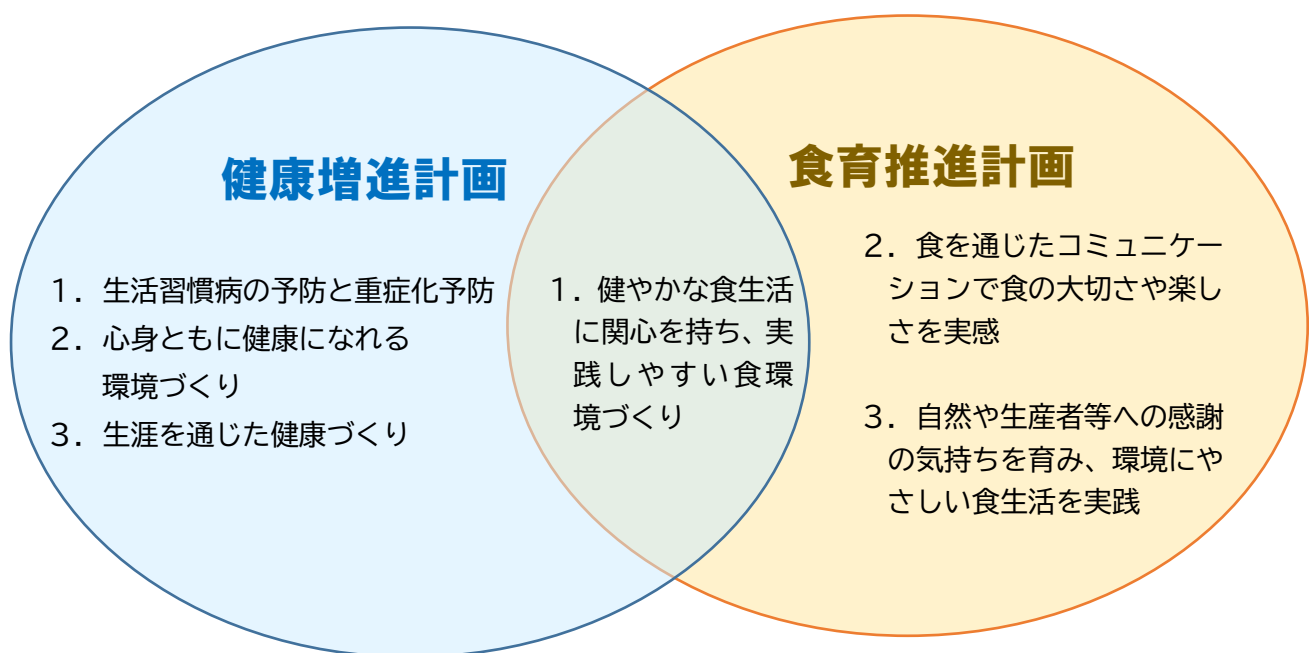 健康増進計画
1. 生活習慣病の予防と重症化予防
2. 心身ともに健康になれる
環境づくり
3. 生涯を通じた健康づくり
1. 健やかな食生活
に関心を持ち、実
践しやすい食環
境づくり
食育推進計画
2. 食を通じたコミュニケー
ションで食の大切さや楽し
さを実感
3. 自然や生産者等への感謝
の気持ちを育み、環境にや
さしい食生活を実践